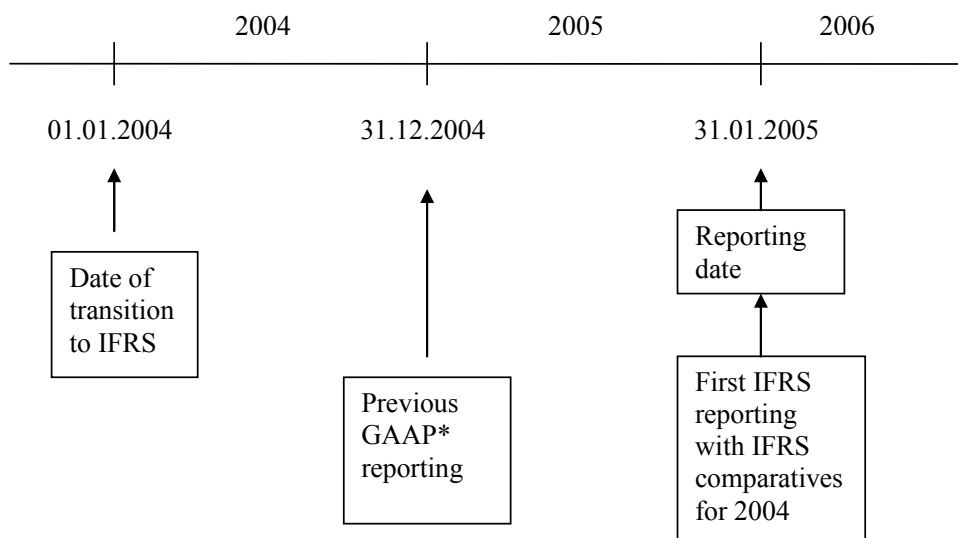 2004 2005 2006
01.01.2004 31.12.2004 31.01.2005
Date of
transition
to IFRS
Previous
GAAP*
reporting
Reporting
date
First IFRS
reporting
with IFRS
comparatives
for 2004